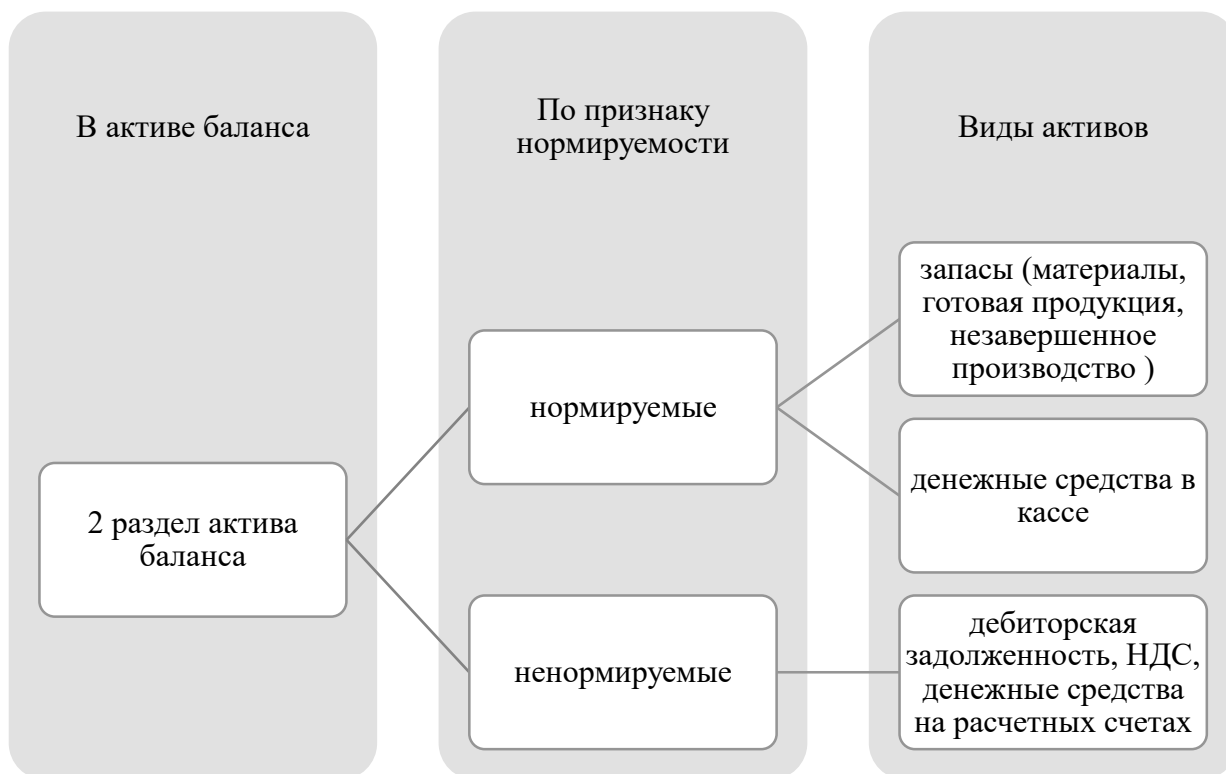 В активе баланса
По признаку
нормируемости
Виды активов
2 раздел актива
баланса
нормируемые
ненормируемые
запасы (материалы,
готовая продукция,
незавершенное
производство )
денежные средства в
кассе
дебиторская
задолженность, НДС,
денежные средства
на расчетных счетах